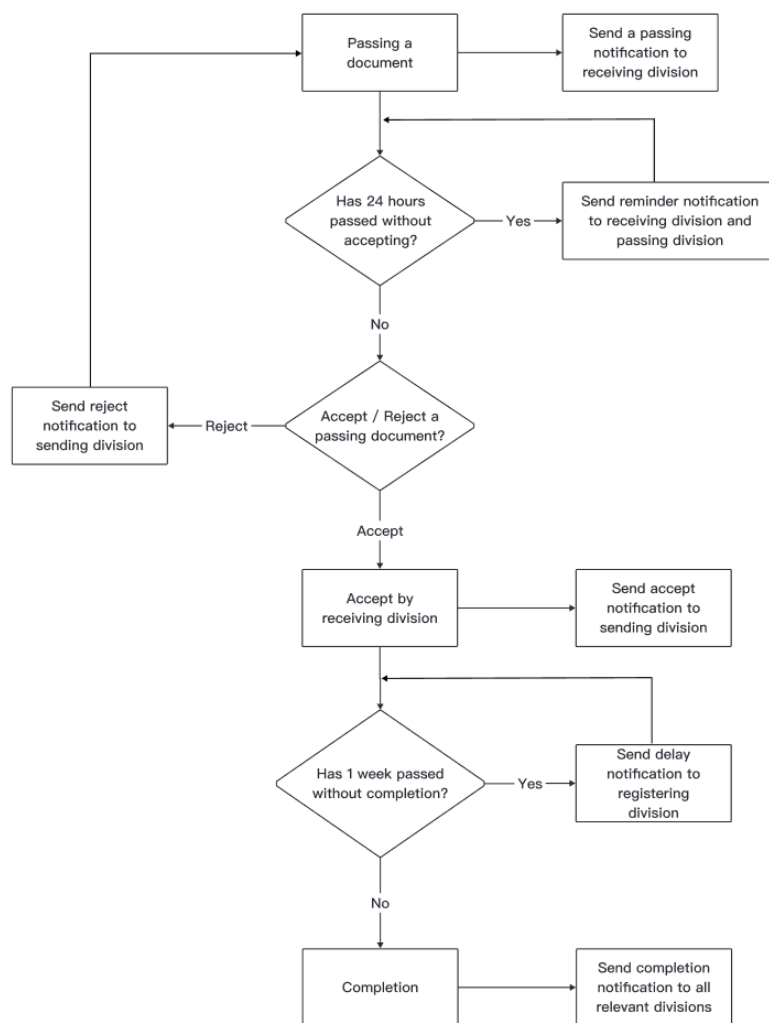 Passing a
document
Send a passing
notification to
receiving division
Has 24 hours
passed without
accepting?
Yes
Send reminder notification
to receiving division and
passing division
No
Send reject
notification to
sending division
Reject
Accept / Reject a
passing document?
Accept
Accept by
receiving division
Send accept
notification to
sending division
Has 1 week passed
without completion?
Yes
Send delay
notification to
registering
division
No
Completion
Send completion
notification to all
relevant divisions